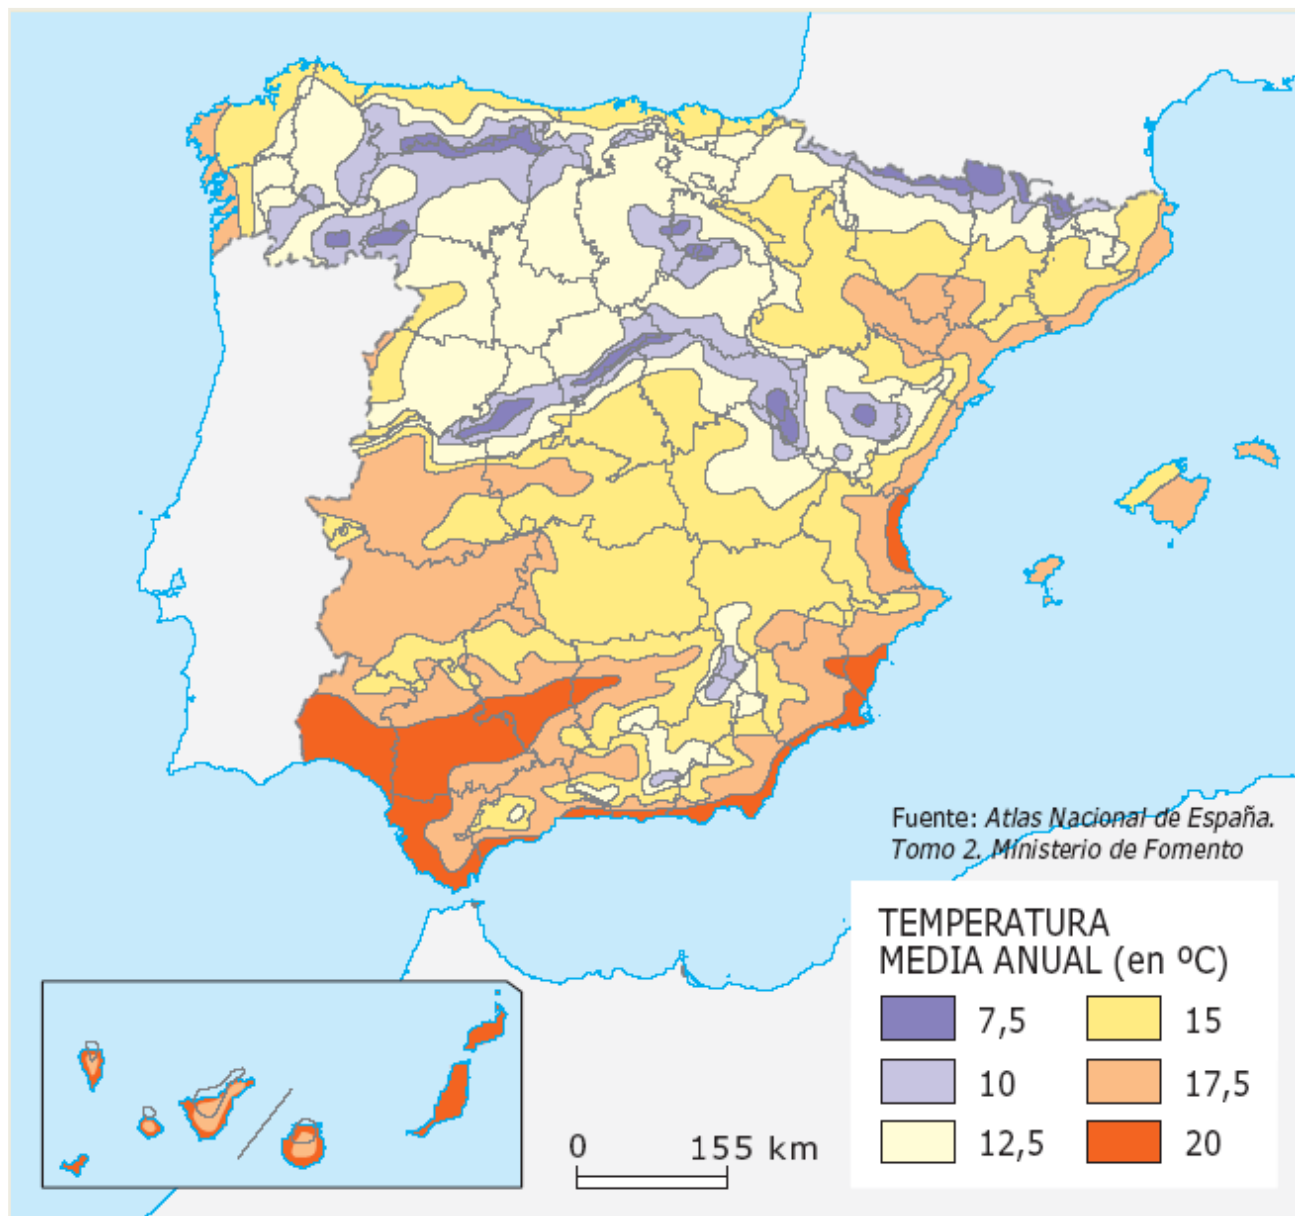 Fuente: Atlas Nacional de España.
Tomo 2. Ministerio de Fomento
TEMPERATURA
MEDIA ANUAL (en ºC)
7,5
15
10
17,5
12,5
20
0 155 km